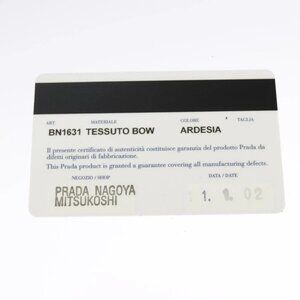 ART MATERIALE COLORE TAGLIA
BN1631 TESSUTO BOW ARDESIA
Il presente certificato di autenticità costituisce garanzia del prodotto Prada da
difetti originari di fabbricazione.
This Prada product is granted a guarantee covering all manufacturing defects.
NEGOZIO / SHOP DATA / DATE
PRADA NAGOYA
MITSUKOSHI
02